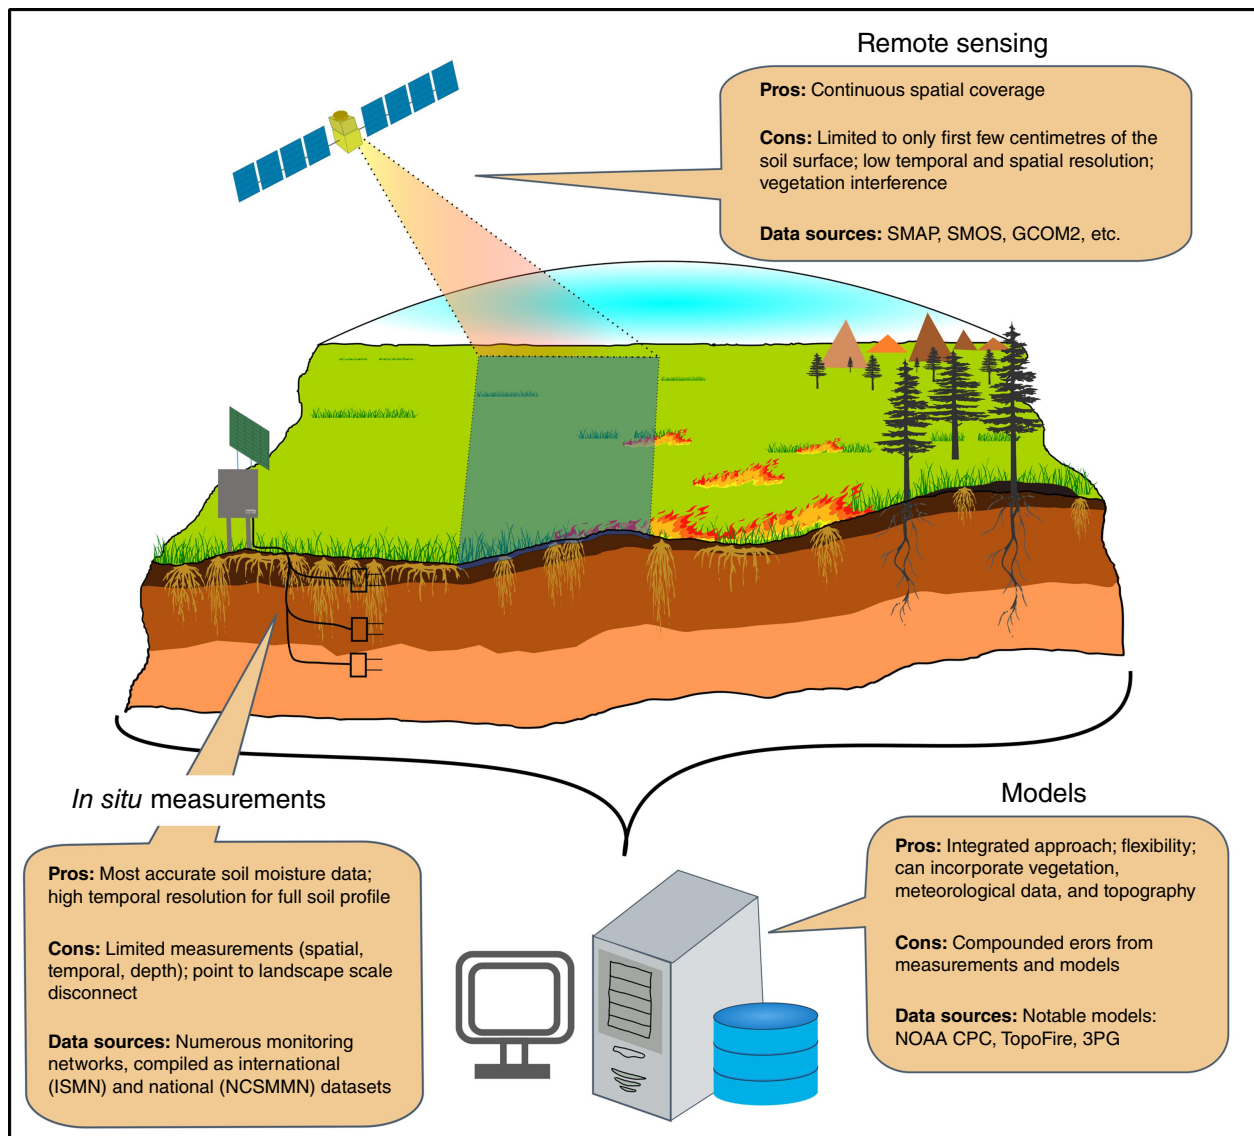 Remote sensing
Pros: Continuous spatial coverage
Cons: Limited to only first few centimetres of the
soil surface; low temporal and spatial resolution;
vegetation interference
Data sources: SMAP, SMOS, GCOM2, etc.
In situ measurements
Pros: Most accurate soil moisture data;
high temporal resolution for full soil profile
Cons: Limited measurements (spatial,
temporal, depth); point to landscape scale
disconnect
Data sources: Numerous monitoring
networks, compiled as international
(ISMN) and national (NCSMMN) datasets
Models
Pros: Integrated approach; flexibility;
can incorporate vegetation,
meteorological data, and topography
Cons: Compounded erors from
measurements and models
Data sources: Notable models:
NOAA CPC, TopoFire, 3PG